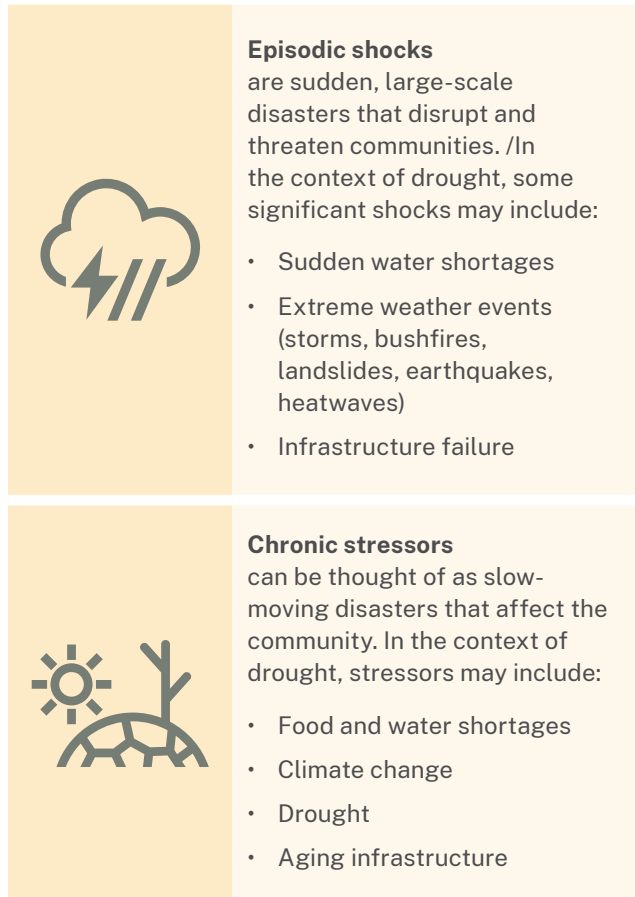 Episodic shocks
are sudden, large-scale
disasters that disrupt and
threaten communities. /In
the context of drought, some
significant shocks may include:
• Sudden water shortages
• Extreme weather events
(storms, bushfires,
landslides, earthquakes,
heatwaves)
• Infrastructure failure
Chronic stressors
can be thought of as slow-
moving disasters that affect the
community. In the context of
drought, stressors may include:
• Food and water shortages
• Climate change
• Drought
• Aging infrastructure